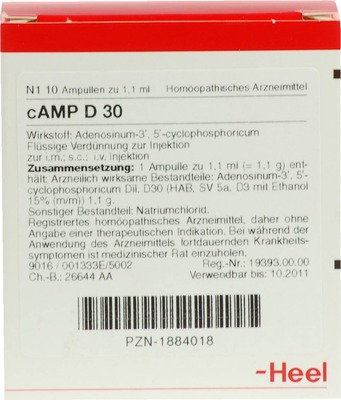 N1 10 Ampullen zu 1,1 ml Homöopathisches Arzneimittel
cAMP D 30
Wirkstoff: Adenosinum-3', 5'-cyclophosphoricum
Flüssige Verdünnung zur Injektion
zur i.m.; s.c.; i.v. Injektion
Zusammensetzung: 1 Ampulle zu 1,1 ml (= 1,1 g) ent-
hält: Arzneilich wirksame Bestandteile: Adenosinum-3', 5'-
cyclophosphoricum Dil. D30 (HAB, SV 5a, D3 mit Ethanol
15% (m/m)) 1,1 g.
Sonstiger Bestandteil: Natriumchlorid.
Registriertes homöopathisches Arzneimittel, daher ohne
Angabe einer therapeutischen Indikation. Bei während der
Anwendung des Arzneimittels fortdauernden Krankheits-
symptomen ist medizinischer Rat einzuholen.
9016 / 001333E/5002 Reg.-Nr.: 19393.00.00
Ch.-B.: 26644 AA Verwendbar bis: 10.2011
PZN-1884018
-Heel